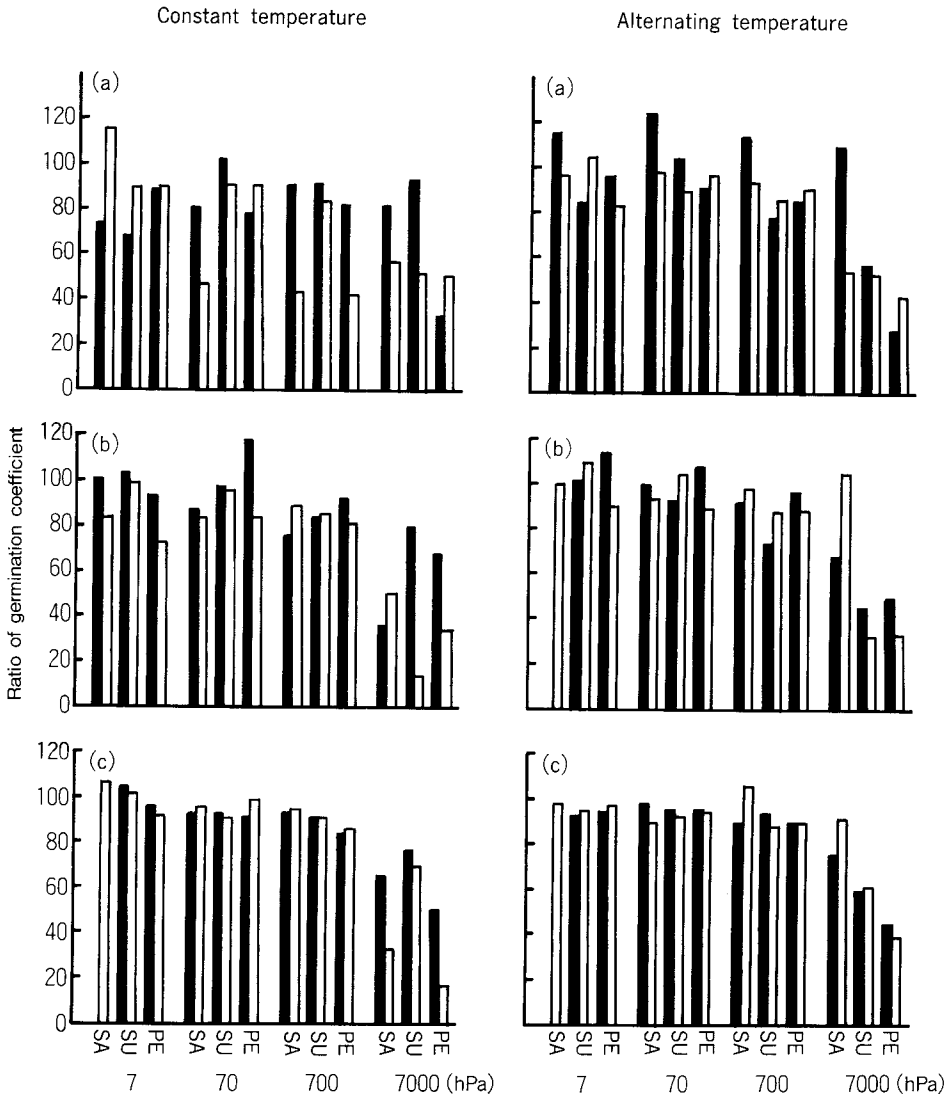 Constant temperature
Alternating temperature
(a)
(a)
120
100
80
60
40
20
0
Ratio of germination coefficient
(b)
(b)
120
100
80
60
40
20
0
(c)
(c)
120
100
80
60
40
20
0
SA SU PE SA SU PE SA SU PE SA SU PE
SA SU PE SA SU PE SA SU PE SA SU PE
7 70 700 7000 (hPa)
7 70 700 7000 (hPa)